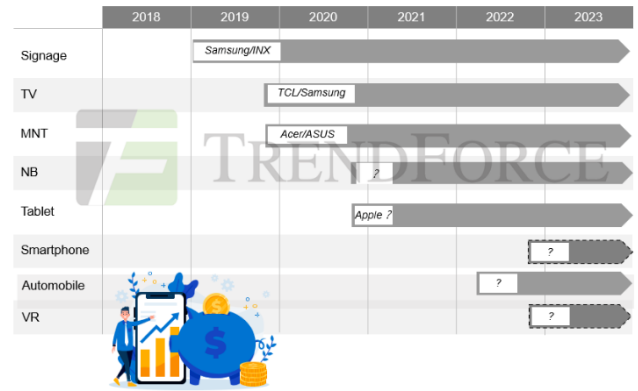 2018 2019 2020 2021 2022 2023
Signage Samsung/INX
TV TCL/Samsung
MNT Acer/ASUS
TRENDFORCE
NB ?
Tablet Apple ?
Smartphone ?
Automobile ?
VR ?
$
$